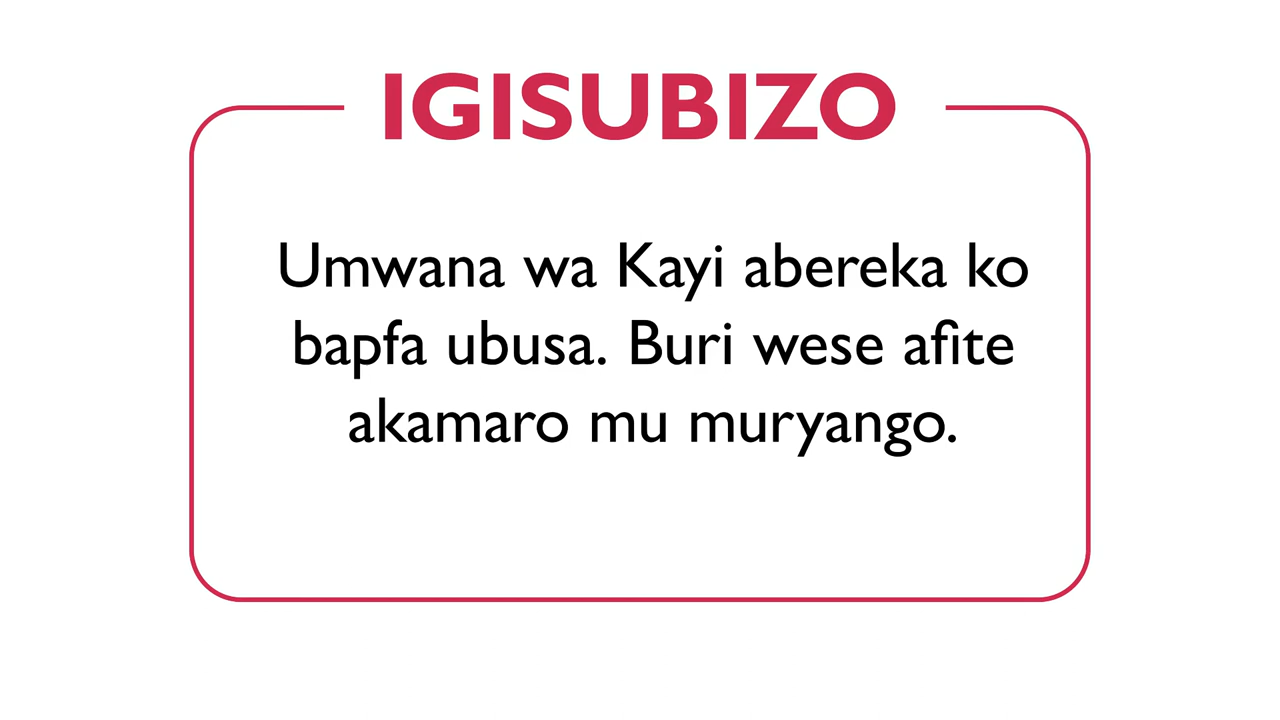 IGISUBIZO
Umwana wa Kayi abereka ko
bapfa ubusa. Buri wese afite
akamaro mu muryango.